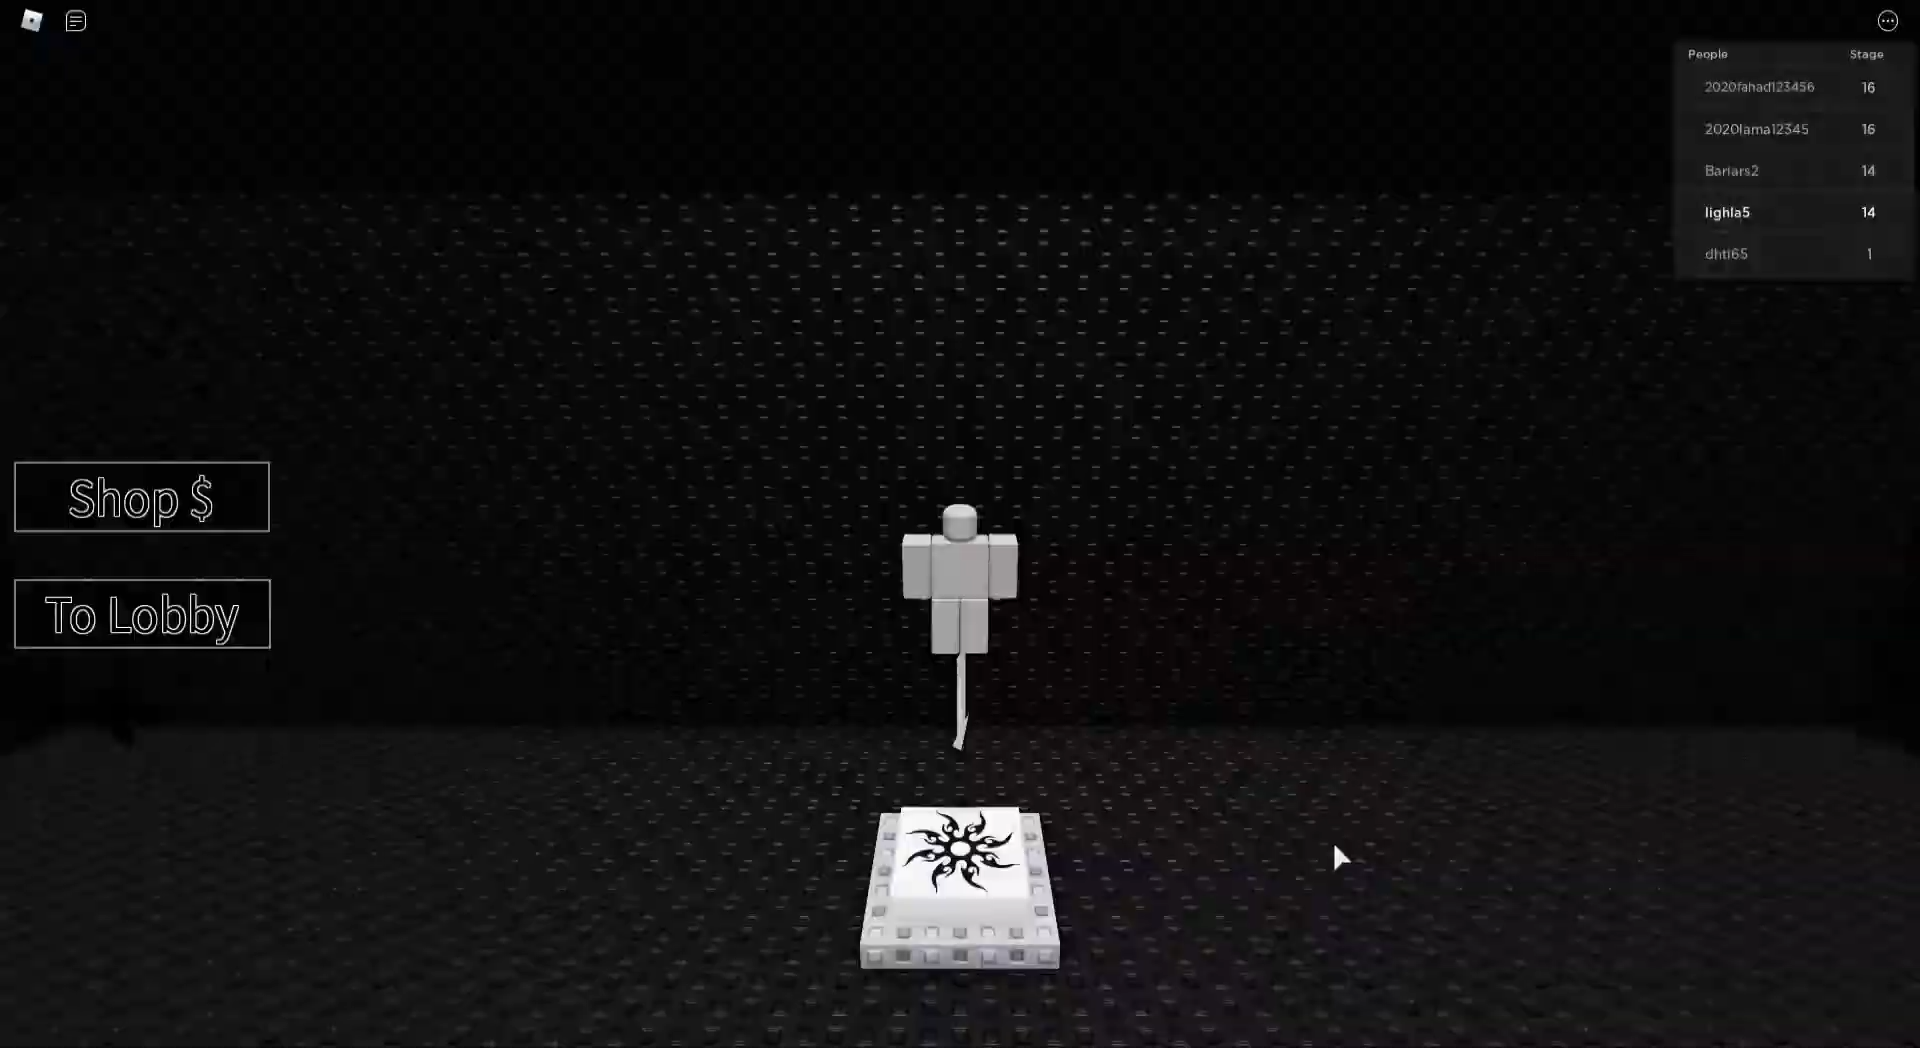 People Stage
2020fahad123456 16
2020lama12345 16
Bariars2 14
lighla5 14
dhti65 1
Shop $
To Lobby